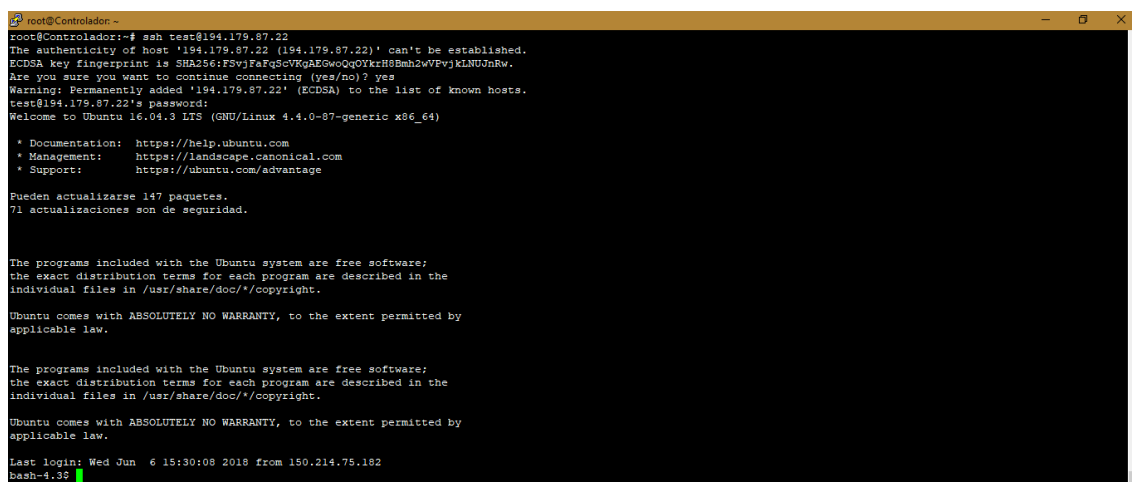 root@Controlador: ~
root@Controlador:~# ssh test@194.179.87.22
The authenticity of host '194.179.87.22 (194.179.87.22)' can't be established.
ECDSA key fingerprint is SHA256:FSvjFaFqScVKgAEGwoQqOYkrH8Bmh2wVPvjkLNUJnRw.
Are you sure you want to continue connecting (yes/no)? yes
Warning: Permanently added '194.179.87.22' (ECDSA) to the list of known hosts.
test@194.179.87.22's password:
Welcome to Ubuntu 16.04.3 LTS (GNU/Linux 4.4.0-87-generic x86_64)
* Documentation: https://help.ubuntu.com
* Management: https://landscape.canonical.com
* Support: https://ubuntu.com/advantage
Pueden actualizarse 147 paquetes.
71 actualizaciones son de seguridad.
The programs included with the Ubuntu system are free software;
the exact distribution terms for each program are described in the
individual files in /usr/share/doc/*/copyright.
Ubuntu comes with ABSOLUTELY NO WARRANTY, to the extent permitted by
applicable law.
The programs included with the Ubuntu system are free software;
the exact distribution terms for each program are described in the
individual files in /usr/share/doc/*/copyright.
Ubuntu comes with ABSOLUTELY NO WARRANTY, to the extent permitted by
applicable law.
Last login: Wed Jun 6 15:30:08 2018 from 150.214.75.182
bash-4.3$